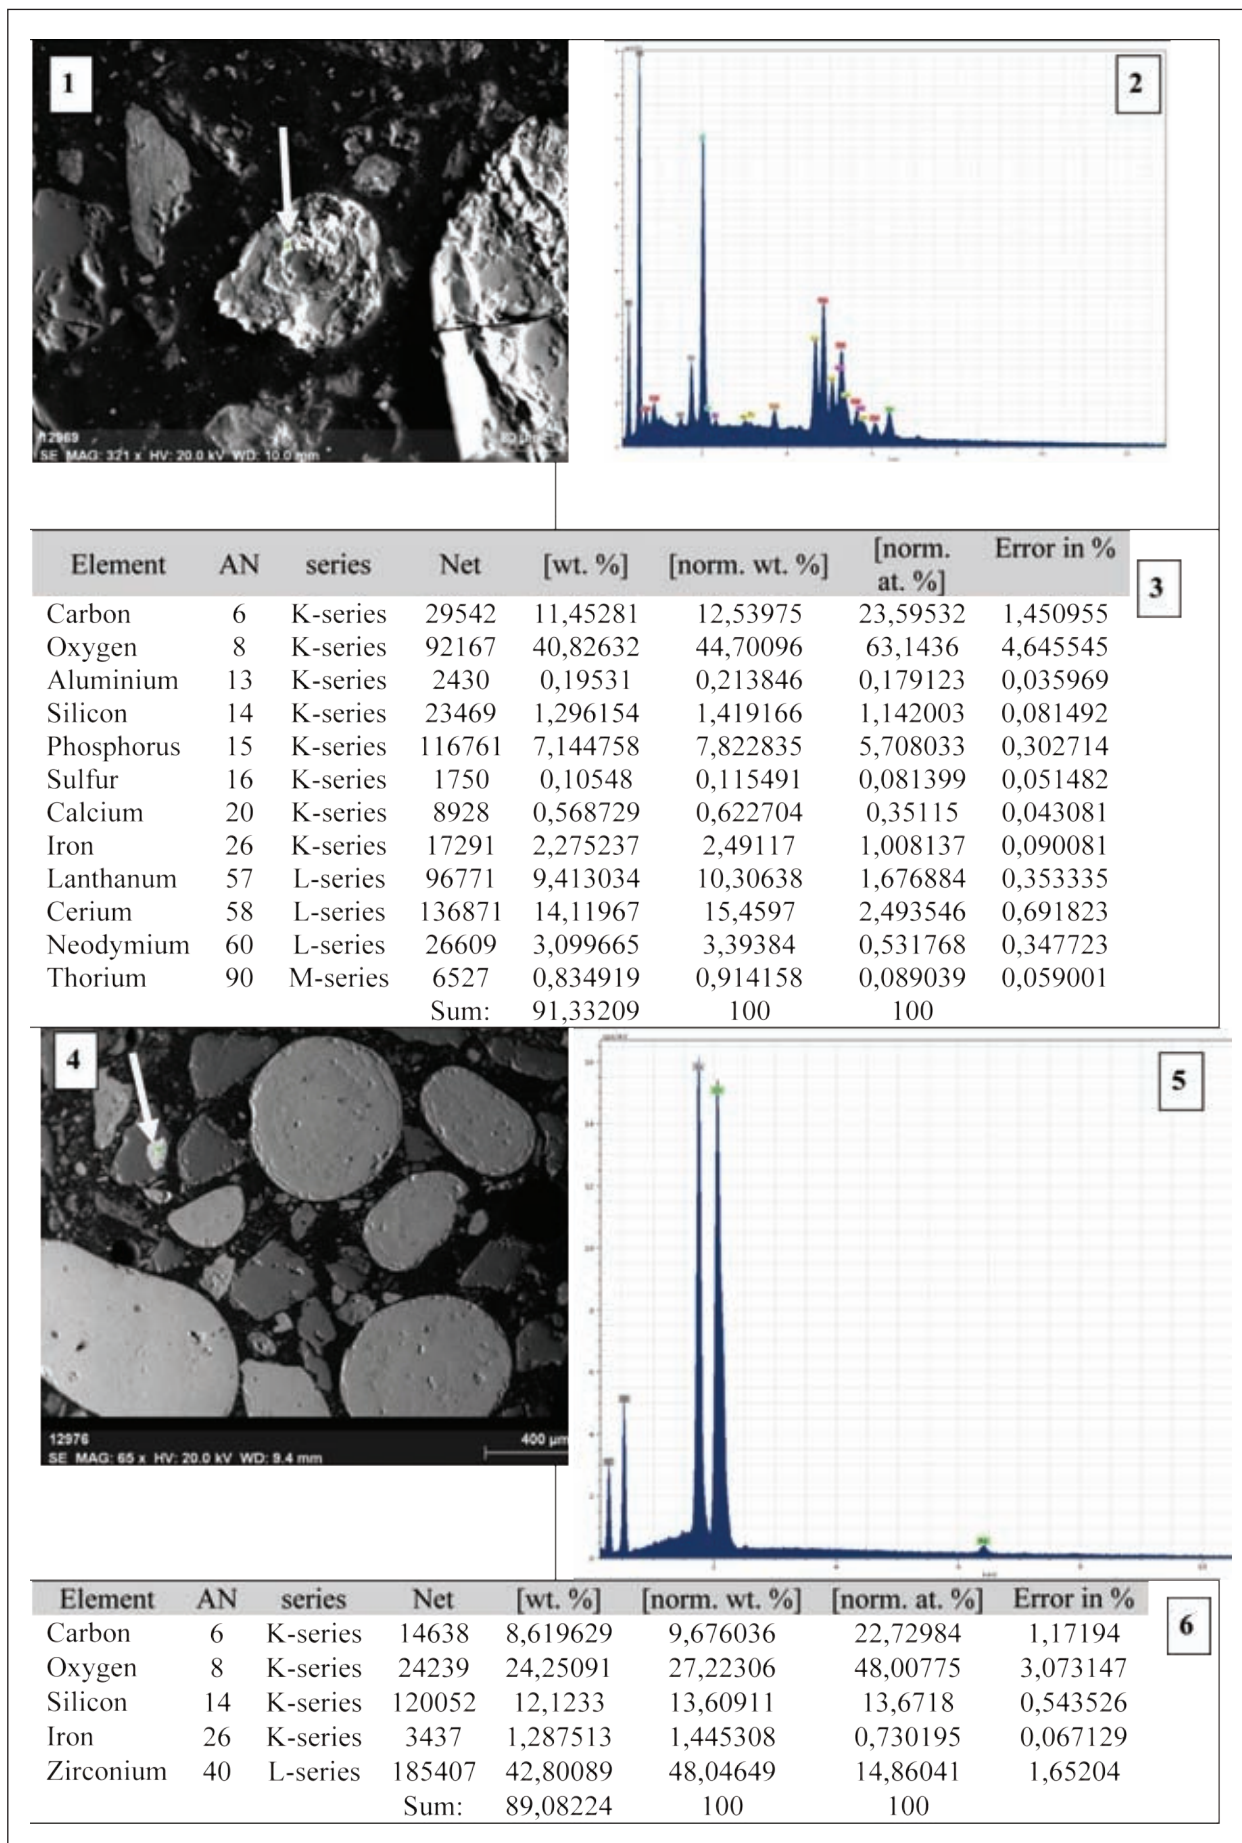 1
2
12969
SE MAG: 321 x HV: 20.0 kV WD: 10.0 mm
Element AN series Net [wt. %] [norm. wt. %] [norm. at. %] Error in %
3
Carbon 6 K-series 29542 11,45281 12,53975 23,59532 1,450955
Oxygen 8 K-series 92167 40,82632 44,70096 63,1436 4,645545
Aluminium 13 K-series 2430 0,19531 0,213846 0,179123 0,035969
Silicon 14 K-series 23469 1,296154 1,419166 1,142003 0,081492
Phosphorus 15 K-series 116761 7,144758 7,822835 5,708033 0,302714
Sulfur 16 K-series 1750 0,10548 0,115491 0,081399 0,051482
Calcium 20 K-series 8928 0,568729 0,622704 0,35115 0,043081
Iron 26 K-series 17291 2,275237 2,49117 1,008137 0,090081
Lanthanum 57 L-series 96771 9,413034 10,30638 1,676884 0,353335
Cerium 58 L-series 136871 14,11967 15,4597 2,493546 0,691823
Neodymium 60 L-series 26609 3,099665 3,39384 0,531768 0,347723
Thorium 90 M-series 6527 0,834919 0,914158 0,089039 0,059001
Sum: 91,33209 100 100
4
5
12976
400 µm
SE MAG: 65 x HV: 20.0 kV WD: 9.4 mm
Element AN series Net [wt. %] [norm. wt. %] [norm. at. %] Error in %
6
Carbon 6 K-series 14638 8,619629 9,676036 22,72984 1,17194
Oxygen 8 K-series 24239 24,25091 27,22306 48,00775 3,073147
Silicon 14 K-series 120052 12,1233 13,60911 13,6718 0,543526
Iron 26 K-series 3437 1,287513 1,445308 0,730195 0,067129
Zirconium 40 L-series 185407 42,80089 48,04649 14,86041 1,65204
Sum: 89,08224 100 100